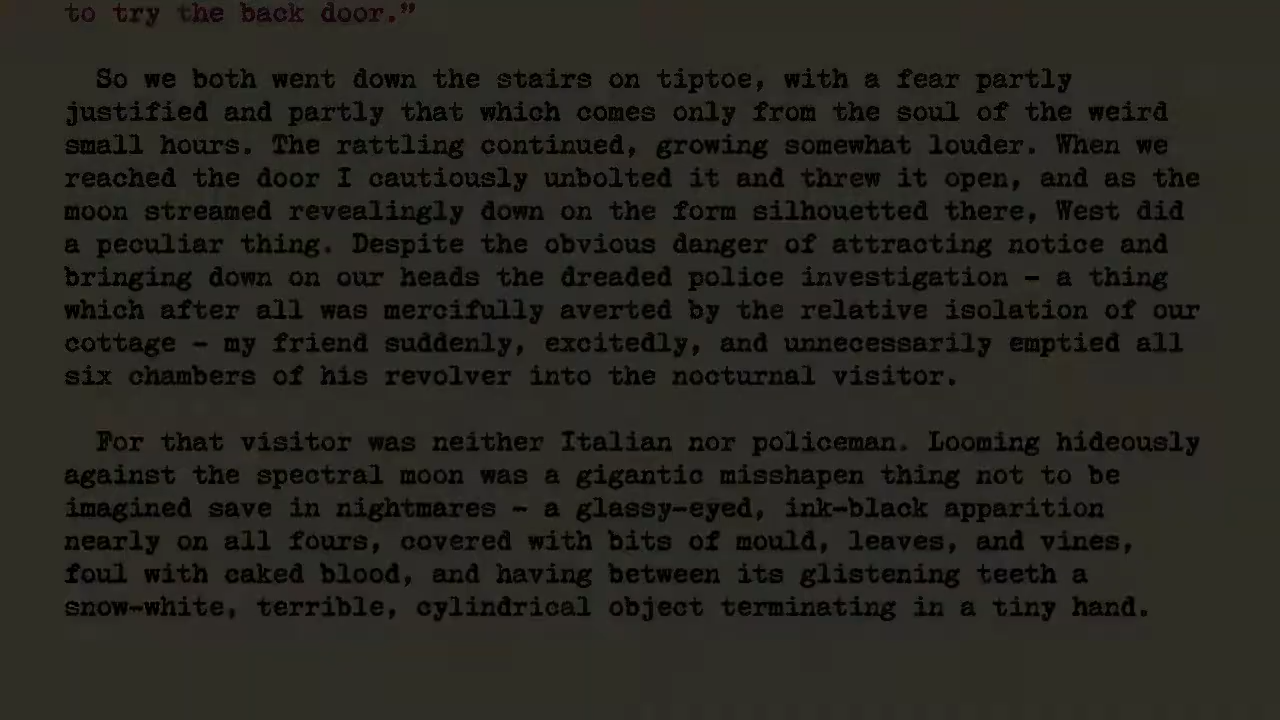 to try the back door.”
So we both went down the stairs on tiptoe, with a fear partly
justified and partly that which comes only from the soul of the weird
small hours. The rattling continued, growing somewhat louder. When we
reached the door I cautiously unbolted it and threw it open, and as the
moon streamed revealingly down on the form silhouetted there, West did
a peculiar thing. Despite the obvious danger of attracting notice and
bringing down on our heads the dreaded police investigation – a thing
which after all was mercifully averted by the relative isolation of our
cottage – my friend suddenly, excitedly, and unnecessarily emptied all
six chambers of his revolver into the nocturnal visitor.
For that visitor was neither Italian nor policeman. Looming hideously
against the spectral moon was a gigantic misshapen thing not to be
imagined save in nightmares – a glassy-eyed, ink-black apparition
nearly on all fours, covered with bits of mould, leaves, and vines,
foul with caked blood, and having between its glistening teeth a
snow-white, terrible, cylindrical object terminating in a tiny hand.